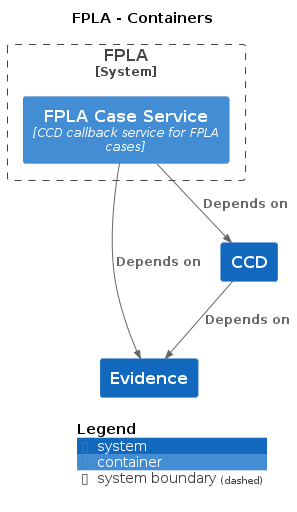 FPLA - Containers
FPLA
[System]
FPLA Case Service
[CCD callback service for FPLA
cases]
Depends on
CCD
Depends on
Depends on
Evidence
Legend
system
container
system boundary (dashed)